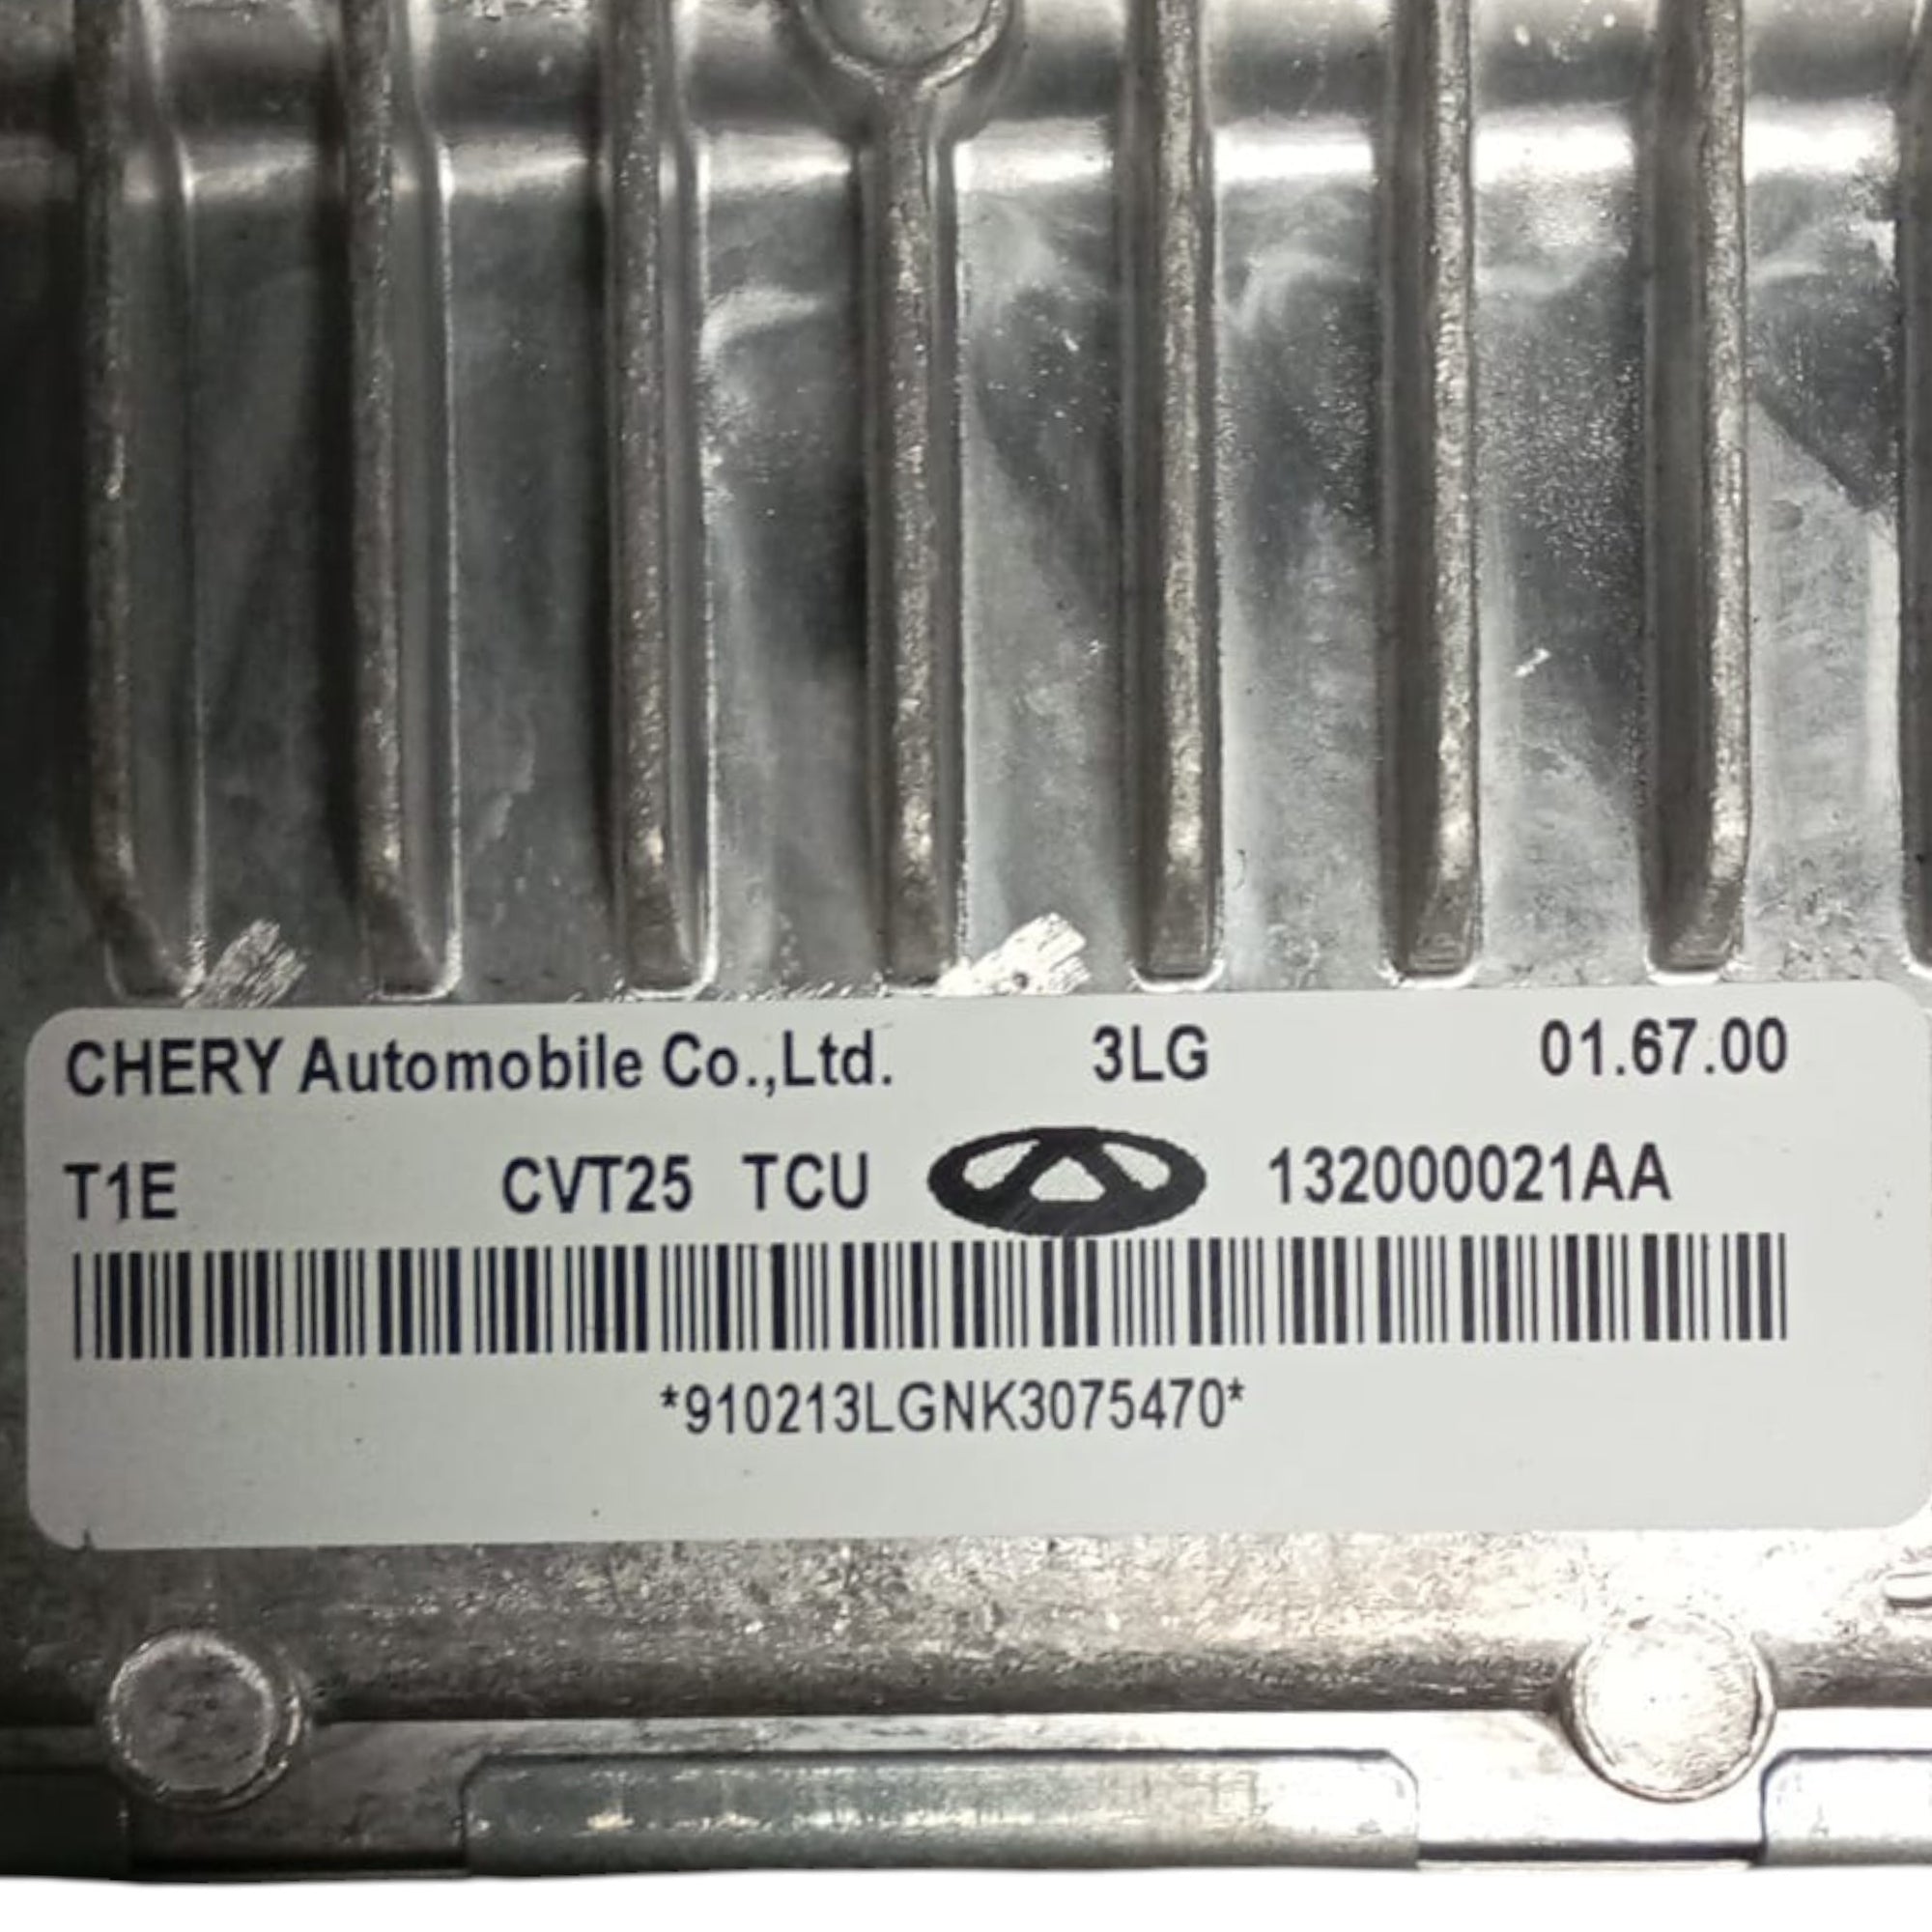 CHERY Automobile Co.,Ltd. 3LG 01.67.00
T1E CVT25 TCU 132000021AA
*910213LGNK3075470*